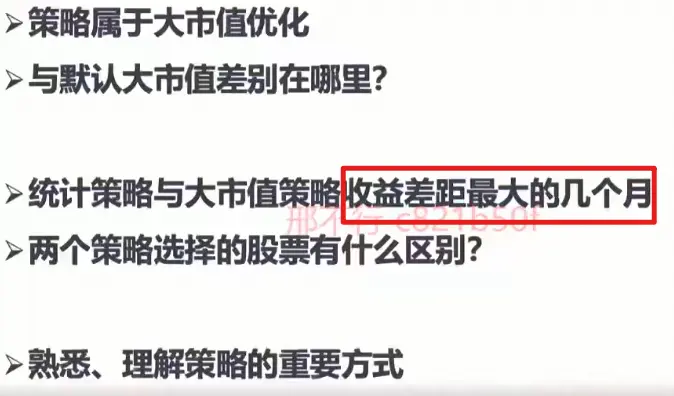 ➢策略属于大市值优化
➢与默认大市值差别在哪里？
➢统计策略与大市值策略收益差距最大的几个月
邢不行 c821b50f
➢两个策略选择的股票有什么区别？
➢熟悉、理解策略的重要方式